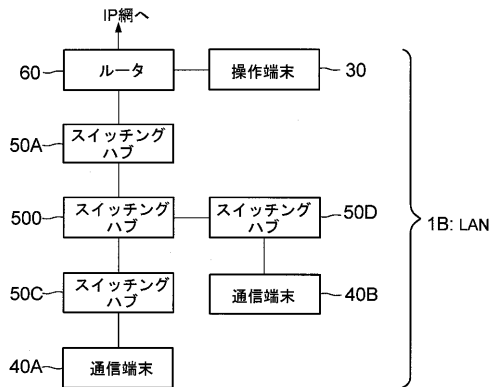 IP網へ
60
ルータ
操作端末
30
50A
スイッチング
ハブ
500
スイッチング
ハブ
スイッチング
ハブ
50D
1B: LAN
50C
スイッチング
ハブ
通信端末
40B
40A
通信端末